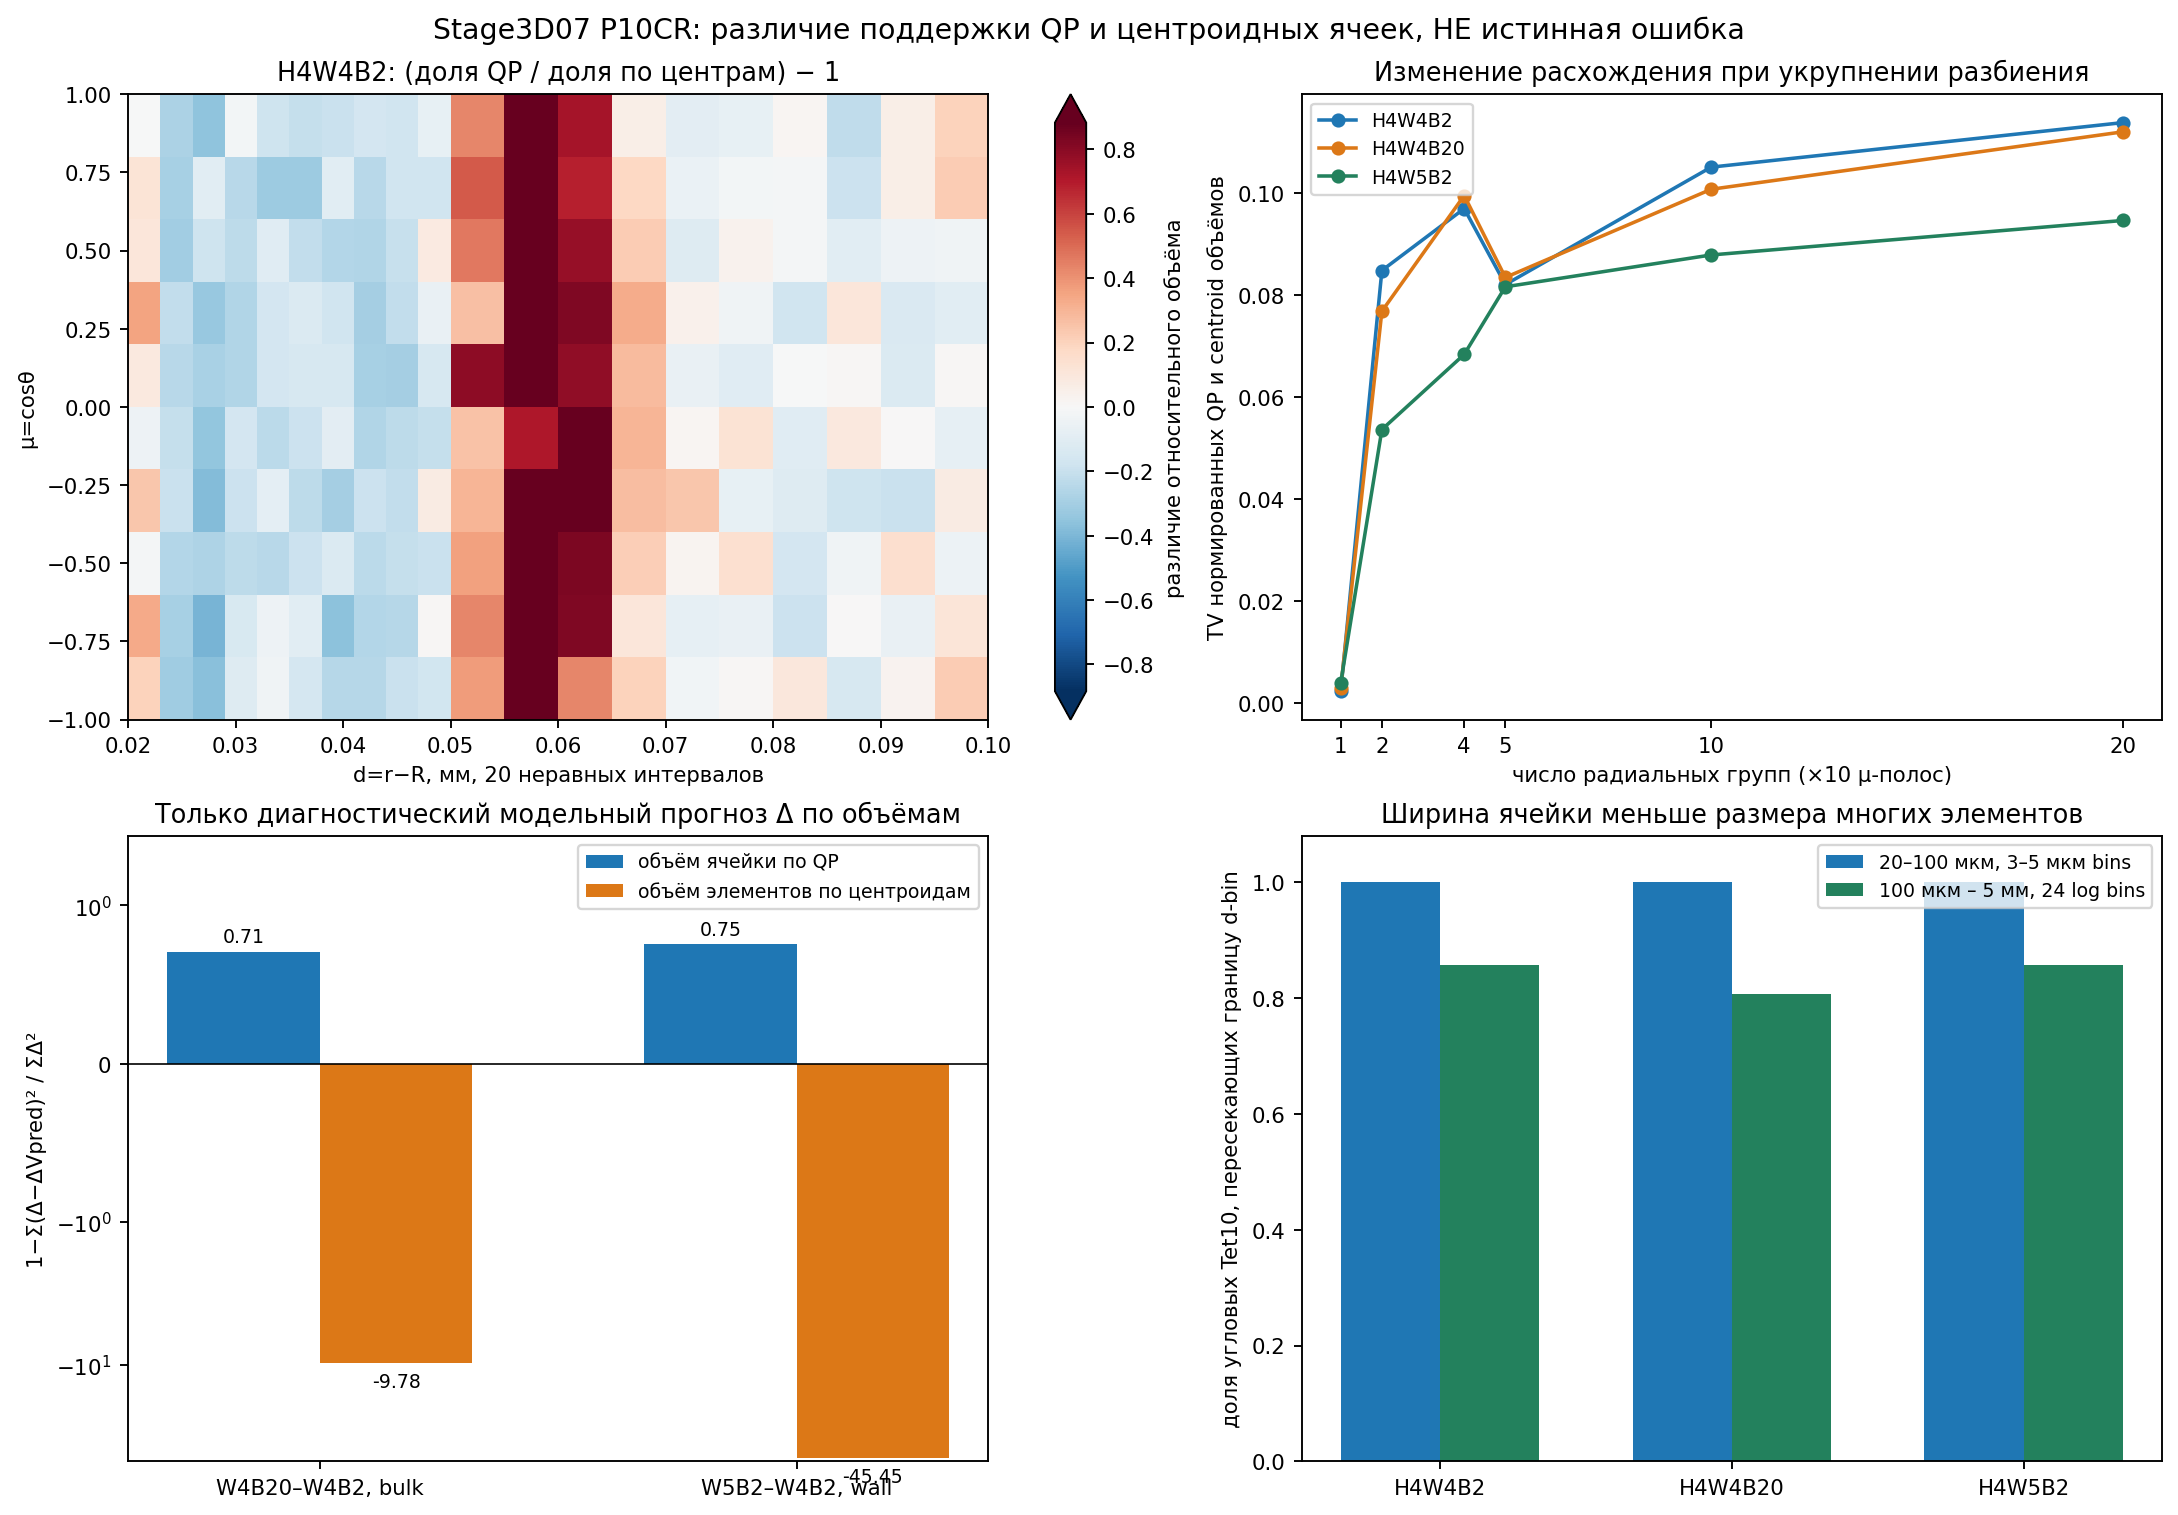 Stage3D07 P10CR: различие поддержки QP и центроидных ячеек, НЕ истинная ошибка
H4W4B2: (доля QP / доля по центрам) − 1
1.00
0.75
0.50
0.25
0.00
−0.25
−0.50
−0.75
−1.00
μ=cosθ
0.02 0.03 0.04 0.05 0.06 0.07 0.08 0.09 0.10
d=r−R, мм, 20 неравных интервалов
0.8
0.6
0.4
0.2
0.0
−0.2
−0.4
−0.6
−0.8
различие относительного объёма
Изменение расхождения при укрупнении разбиения
H4W4B2
H4W4B20
H4W5B2
0.10
0.08
0.06
0.04
0.02
0.00
TV нормированных QP и centroid объёмов
1 2 4 5 10 20
число радиальных групп (×10 μ-полос)
Только диагностический модельный прогноз Δ по объёмам
объём ячейки по QP
объём элементов по центроидам
10⁰
0
−10⁰
−10¹
1−Σ(Δ−ΔVpred)² / ΣΔ²
0.71
-9.78
0.75
-45.45
W4B20–W4B2, bulk
W5B2–W4B2, wall
Ширина ячейки меньше размера многих элементов
20–100 мкм, 3–5 мкм bins
100 мкм – 5 мм, 24 log bins
1.0
0.8
0.6
0.4
0.2
0.0
доля угловых Tet10, пересекающих границу d-bin
H4W4B2
H4W4B20
H4W5B2